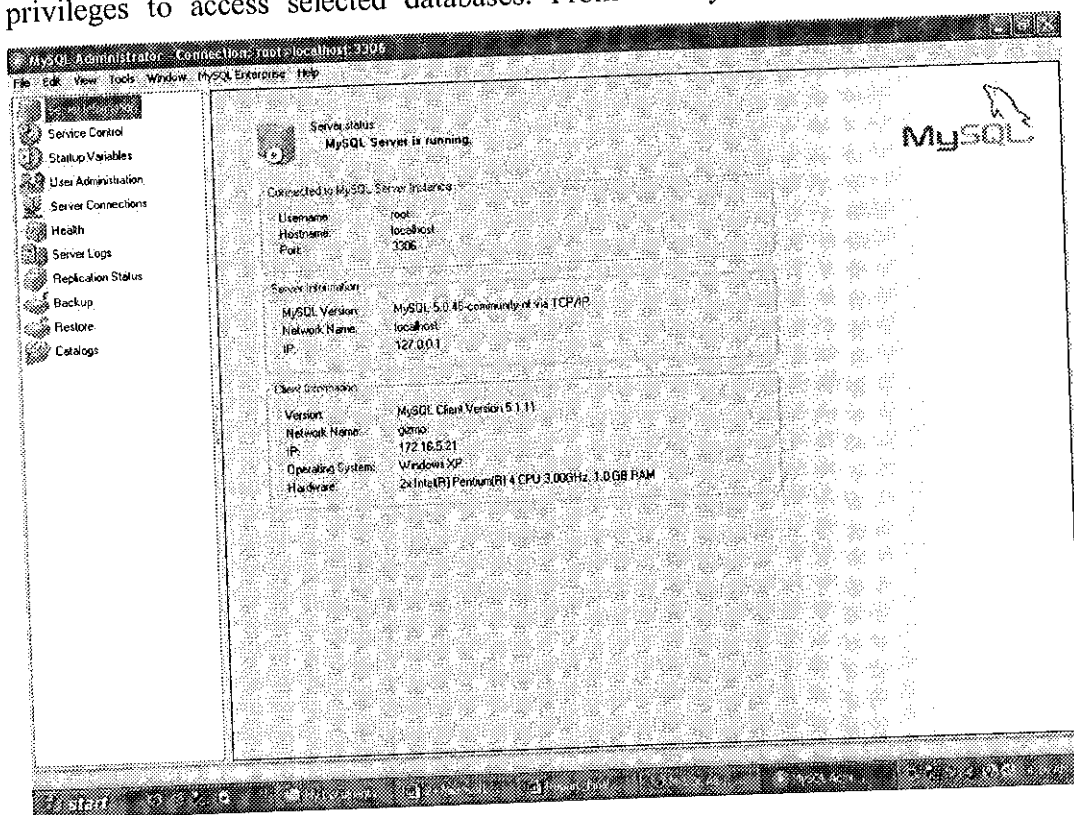 privileges to access selected databases.
MySQL Administrator - Connection: root@localhost:3306
File Edit View Tools Window MySQL Enterprise Help
Service Control
Startup Variables
User Administration
Server Connections
Health
Server Logs
Replication Status
Backup
Restore
Catalogs
Server status
MySQL Server is running.
MySQL
Connected to MySQL Server Instance
Username: root
Hostname: localhost
Port: 3306
Server Information
MySQL Version: MySQL 5.0.45-community-nt via TCP/IP
Network Name: localhost
IP: 127.0.0.1
Client Information
Version: MySQL Client Version 5.1.11
Network Name: gizmo
IP: 172.16.5.21
Operating System: Windows XP
Hardware: 2x Intel(R) Pentium(R) 4 CPU 3.00GHz, 1.0 GB RAM
start